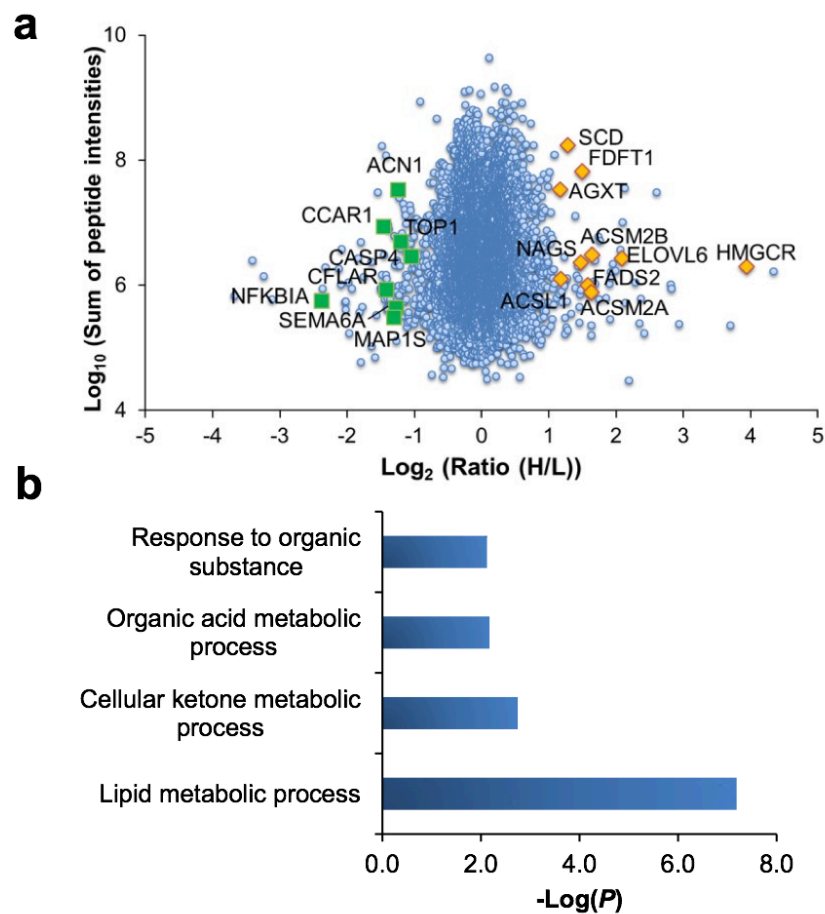 a
10
8
6
4
Log10 (Sum of peptide intensities)
SCD
FDFT1
AGXT
ACN1
CCAR1
TOP1
CASP4
CFLAR
NFKBIA
SEMA6A
MAP1S
NAGS
ACSM2B
ELOVL6
HMGCR
FADS2
ACSL1
ACSM2A
-5 -4 -3 -2 -1 0 1 2 3 4 5
Log2 (Ratio (H/L))
b
Response to organic
substance
Organic acid metabolic
process
Cellular ketone metabolic
process
Lipid metabolic process
0.0 2.0 4.0 6.0 8.0
-Log(P)